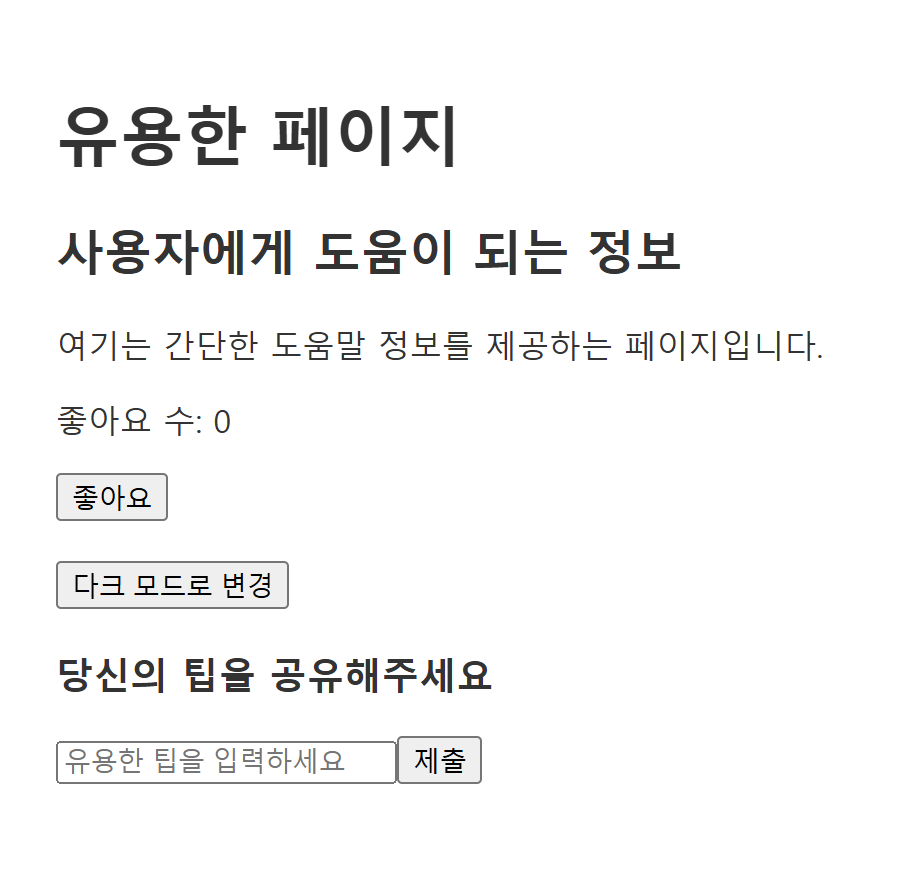 유용한 페이지
사용자에게 도움이 되는 정보
여기는 간단한 도움말 정보를 제공하는 페이지입니다.
좋아요 수: 0
좋아요
다크 모드로 변경
당신의 팁을 공유해주세요
유용한 팁을 입력하세요 제출